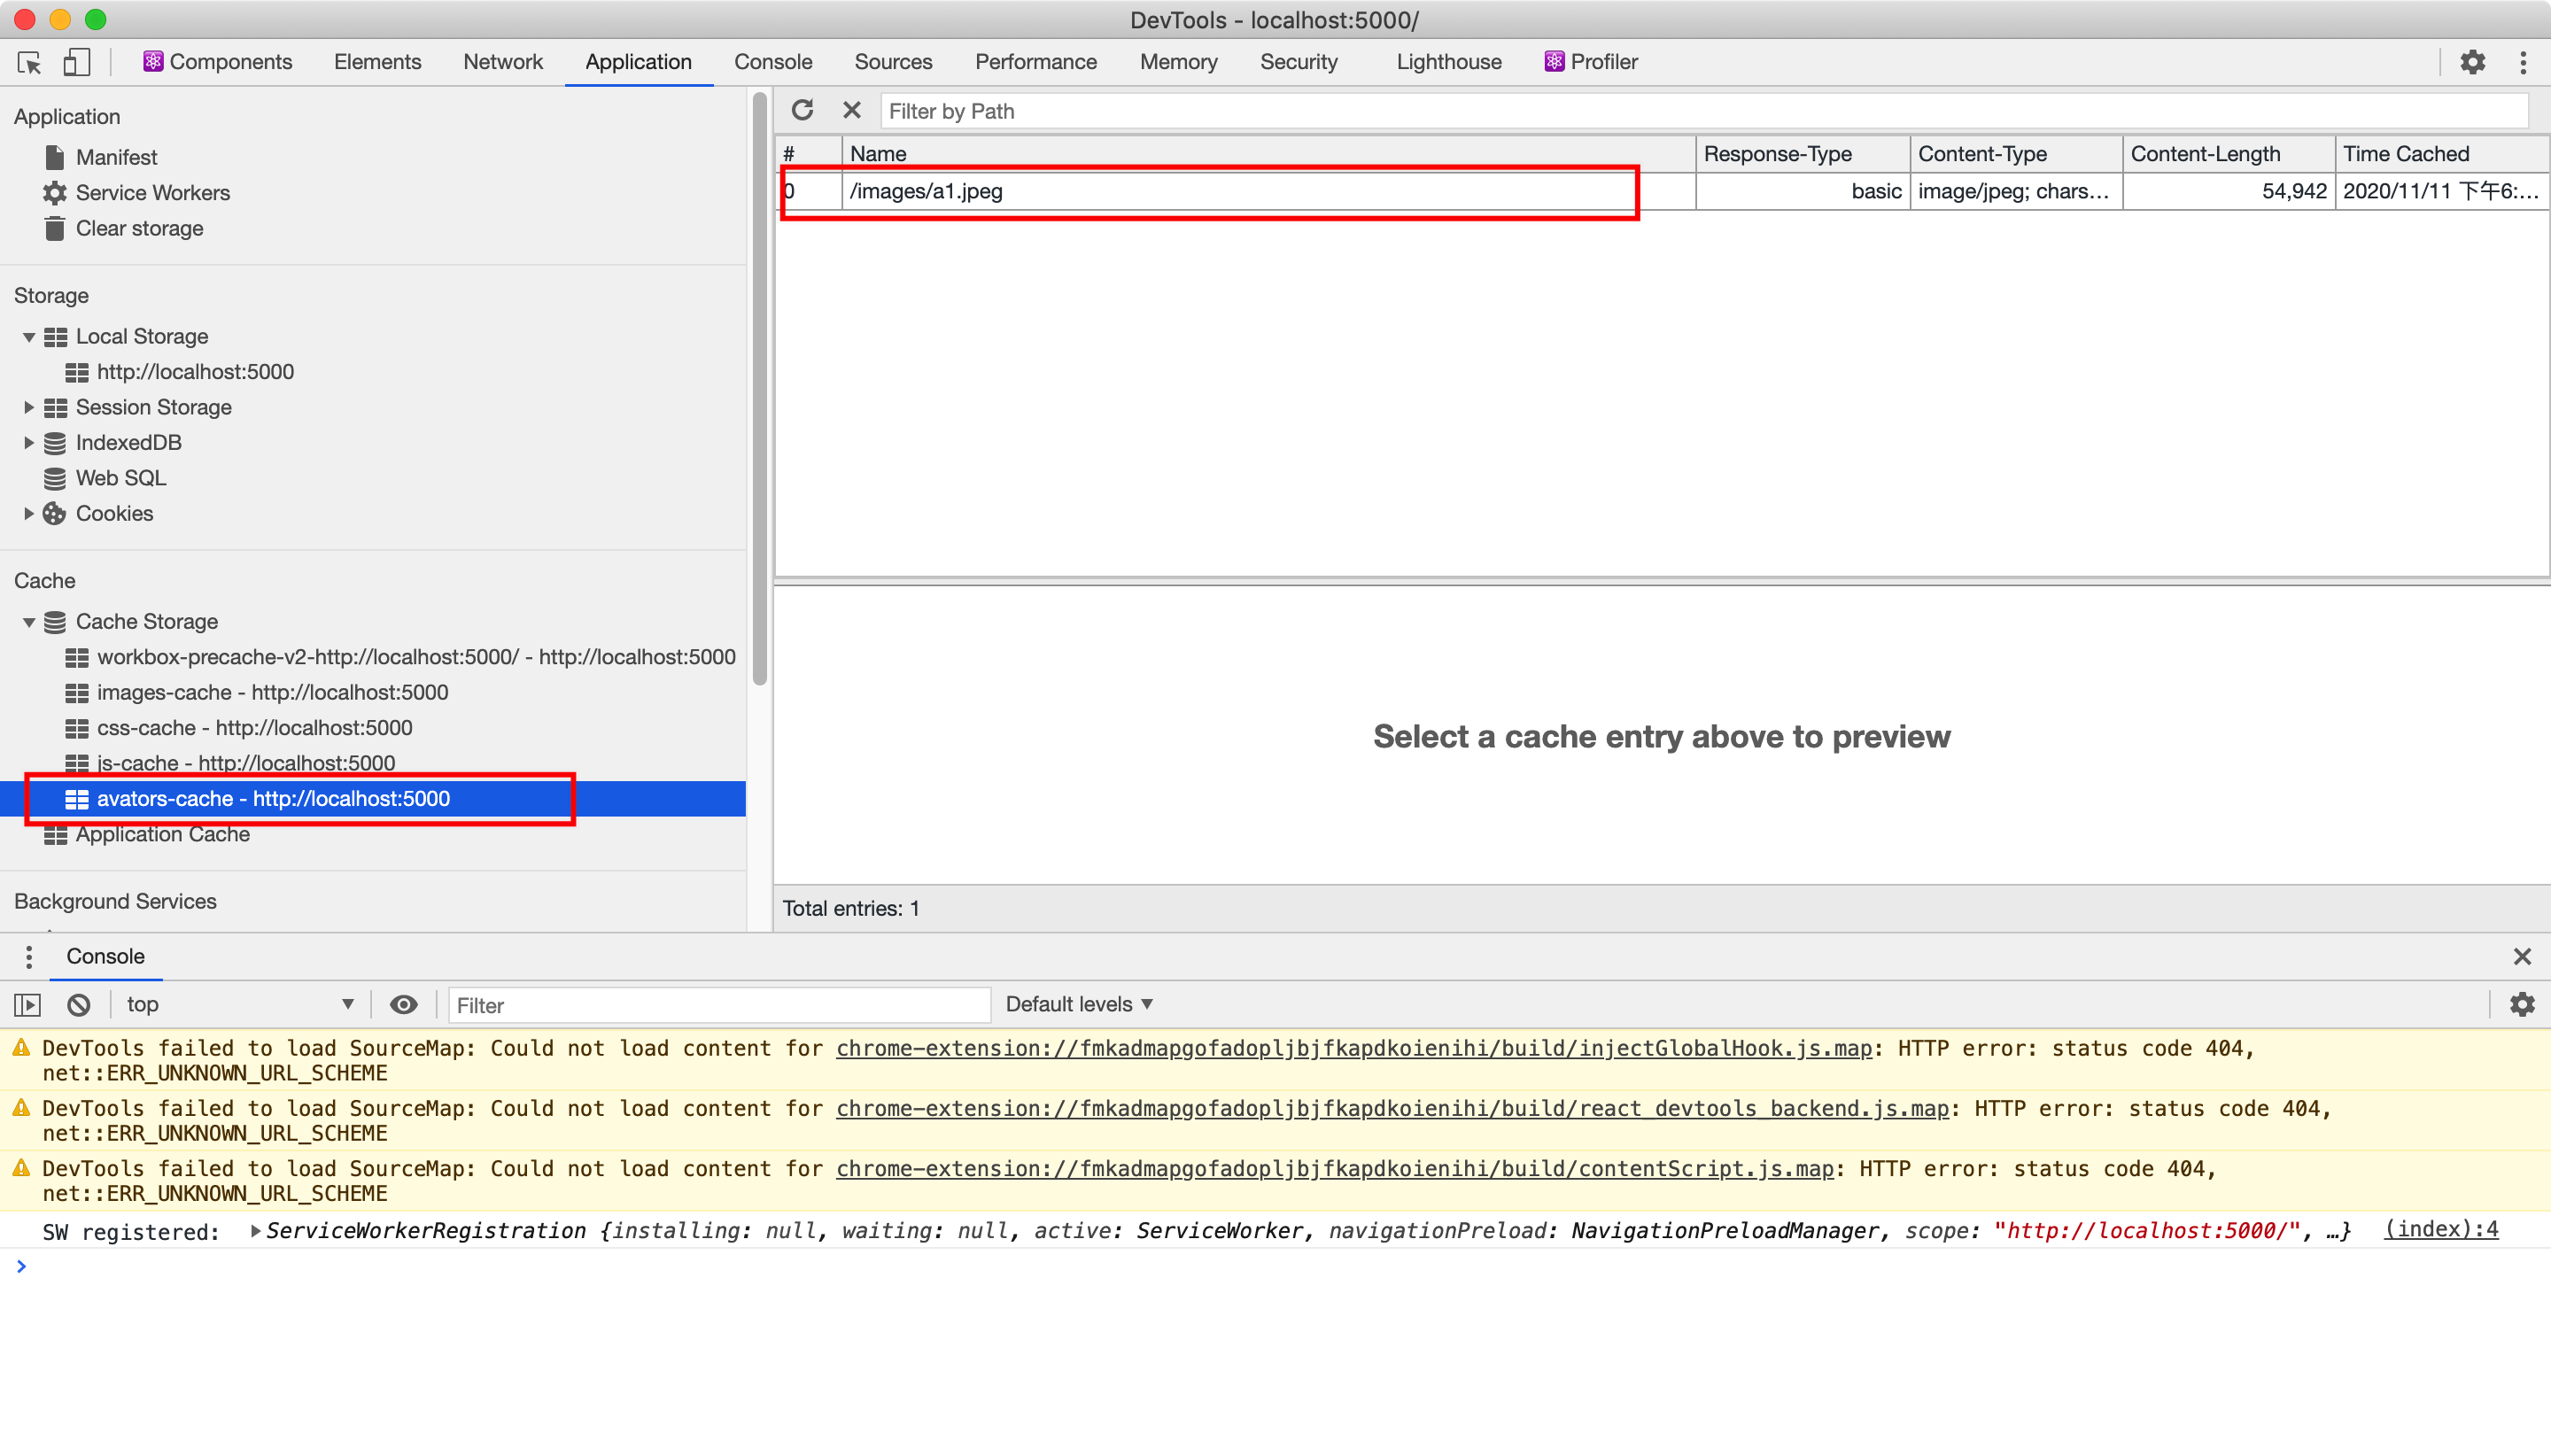 DevTools - localhost:5000/
Components Elements Network Application Console Sources Performance Memory Security Lighthouse Profiler
Application
Manifest
Service Workers
Clear storage
Storage
Local Storage
http://localhost:5000
Session Storage
IndexedDB
Web SQL
Cookies
Cache
Cache Storage
workbox-precache-v2-http://localhost:5000/ - http://localhost:5000
images-cache - http://localhost:5000
css-cache - http://localhost:5000
js-cache - http://localhost:5000
avators-cache - http://localhost:5000
Application Cache
Background Services
Filter by Path
# Name Response-Type Content-Type Content-Length Time Cached
0 /images/a1.jpeg basic image/jpeg; chars… 54,942 2020/11/11 下午6:…
Select a cache entry above to preview
Total entries: 1
Console
top Filter Default levels
DevTools failed to load SourceMap: Could not load content for chrome-extension://fmkadmapgofadopljbjfkapdkoienihi/build/injectGlobalHook.js.map: HTTP error: status code 404,
net::ERR_UNKNOWN_URL_SCHEME
DevTools failed to load SourceMap: Could not load content for chrome-extension://fmkadmapgofadopljbjfkapdkoienihi/build/react_devtools_backend.js.map: HTTP error: status code 404,
net::ERR_UNKNOWN_URL_SCHEME
DevTools failed to load SourceMap: Could not load content for chrome-extension://fmkadmapgofadopljbjfkapdkoienihi/build/contentScript.js.map: HTTP error: status code 404,
net::ERR_UNKNOWN_URL_SCHEME
SW registered: ServiceWorkerRegistration {installing: null, waiting: null, active: ServiceWorker, navigationPreload: NavigationPreloadManager, scope: "http://localhost:5000/", …} (index):4